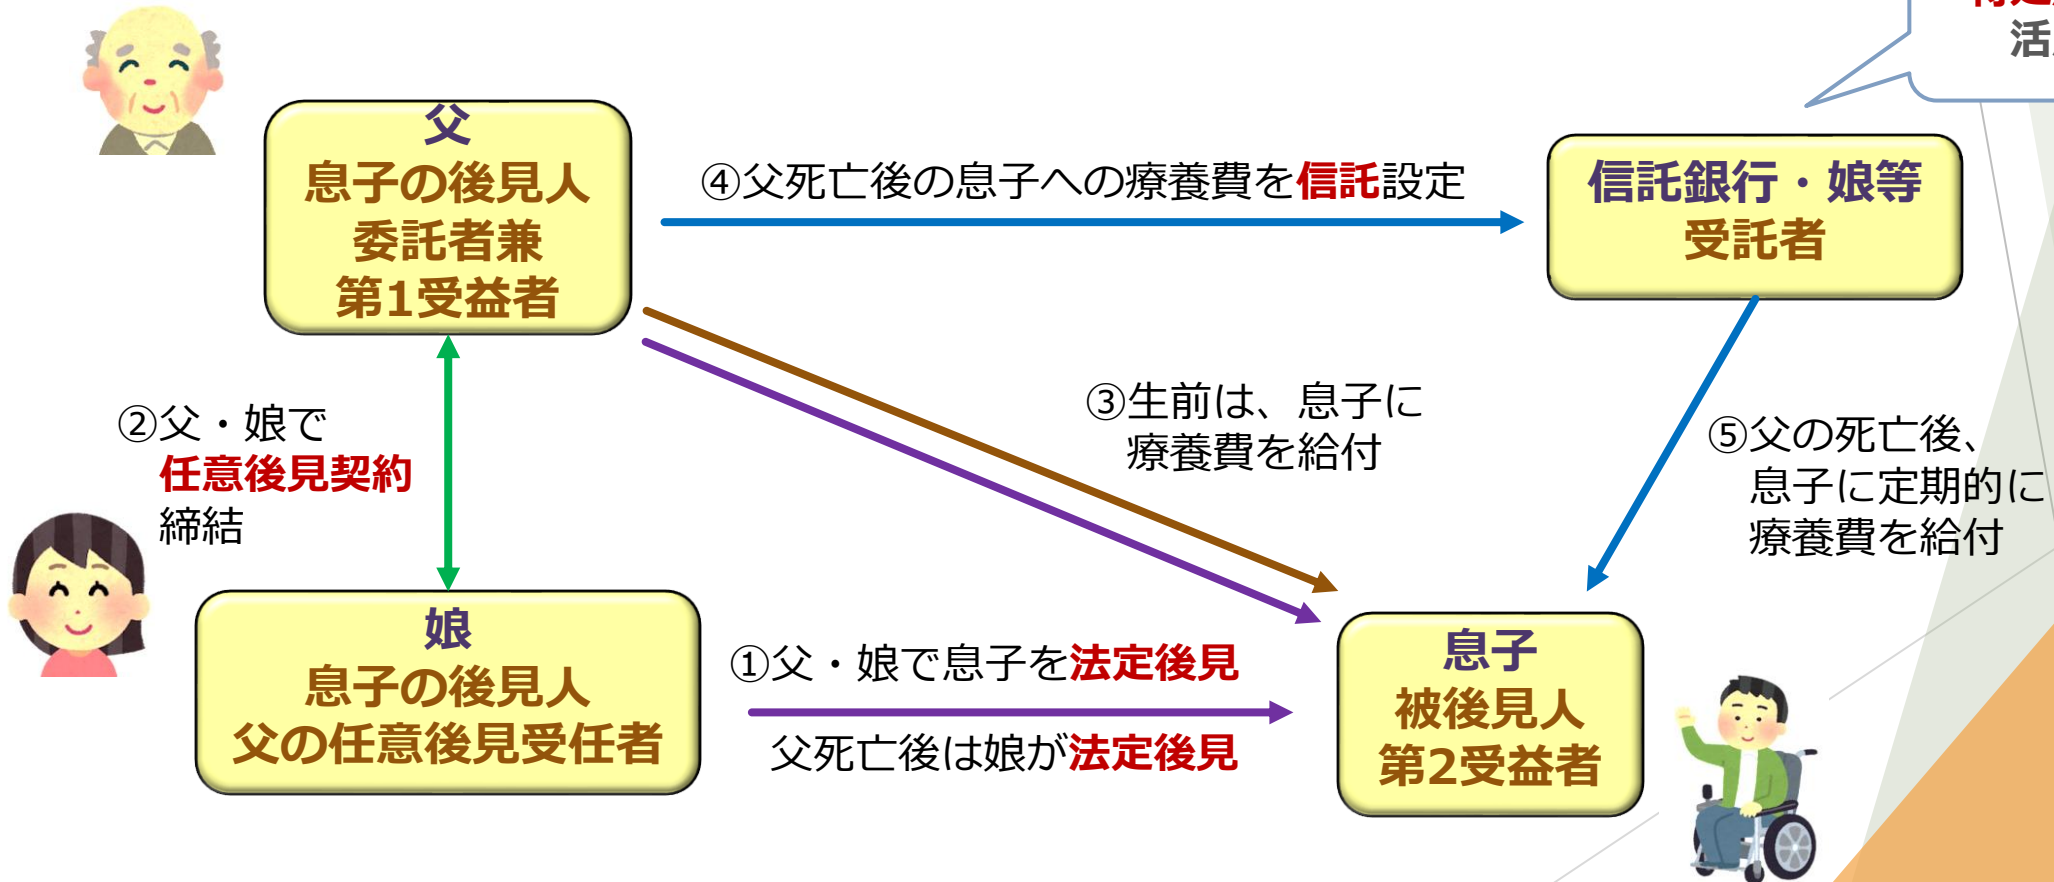 活
父
息子の後見人
委託者兼
第1受益者
④父死亡後の息子への療養費を信託設定
信託銀行・娘等
受託者
②父・娘で
任意後見契約
締結
③生前は、息子に
療養費を給付
⑤父の死亡後、
息子に定期的に
療養費を給付
娘
息子の後見人
父の任意後見受任者
①父・娘で息子を法定後見
父死亡後は娘が法定後見
息子
被後見人
第2受益者